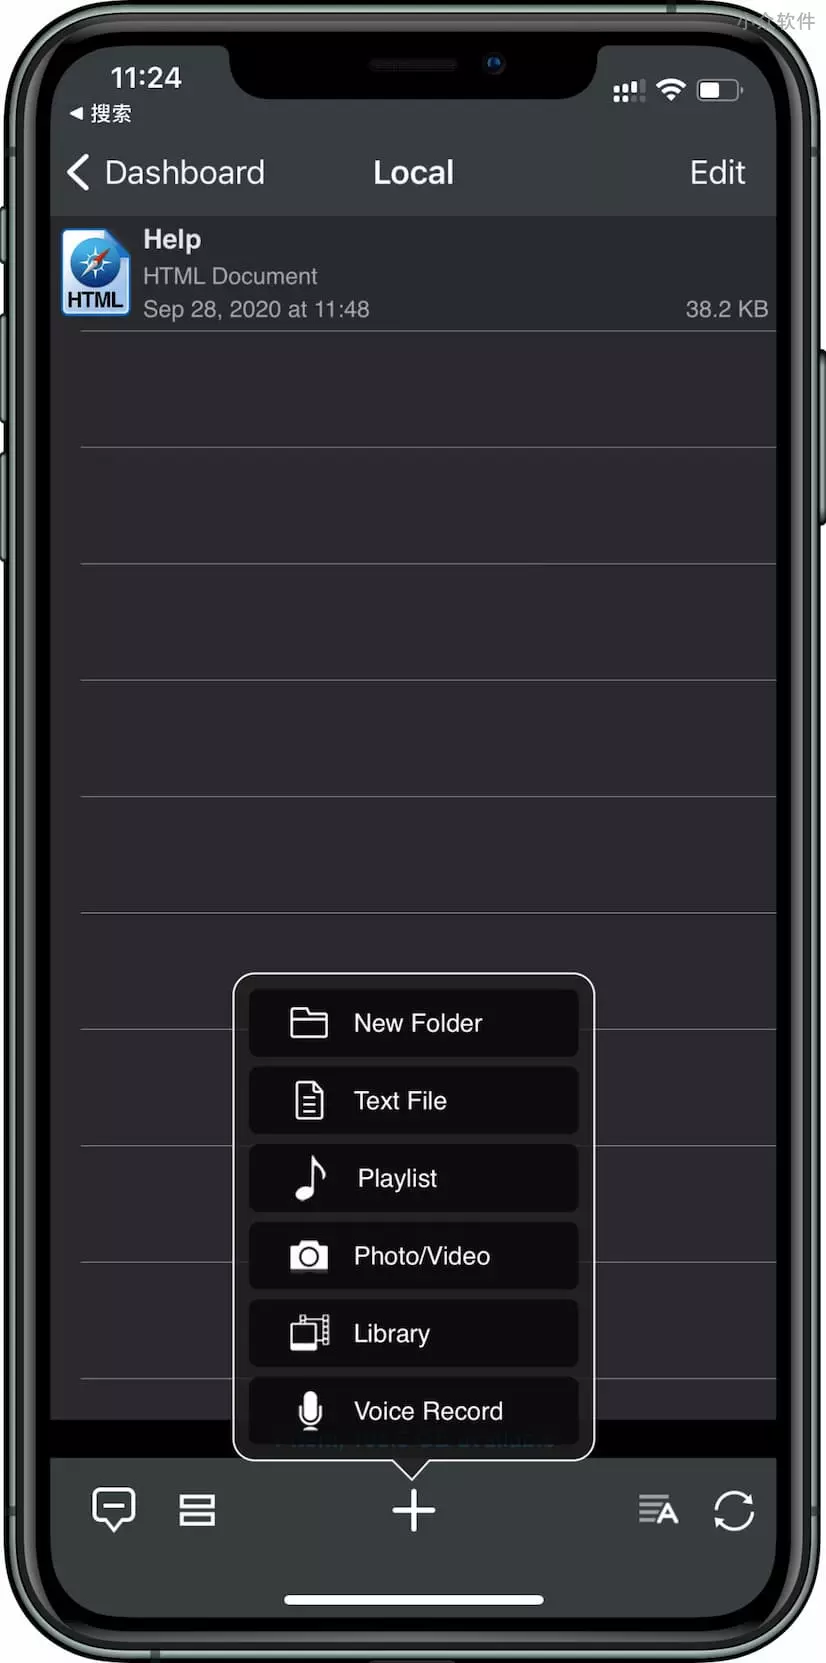 小众软件
11:24
◀ 搜索
Dashboard
Local
Edit
Help
HTML
HTML Document
Sep 28, 2020 at 11:48
38.2 KB
New Folder
Text File
Playlist
Photo/Video
Library
Voice Record
A